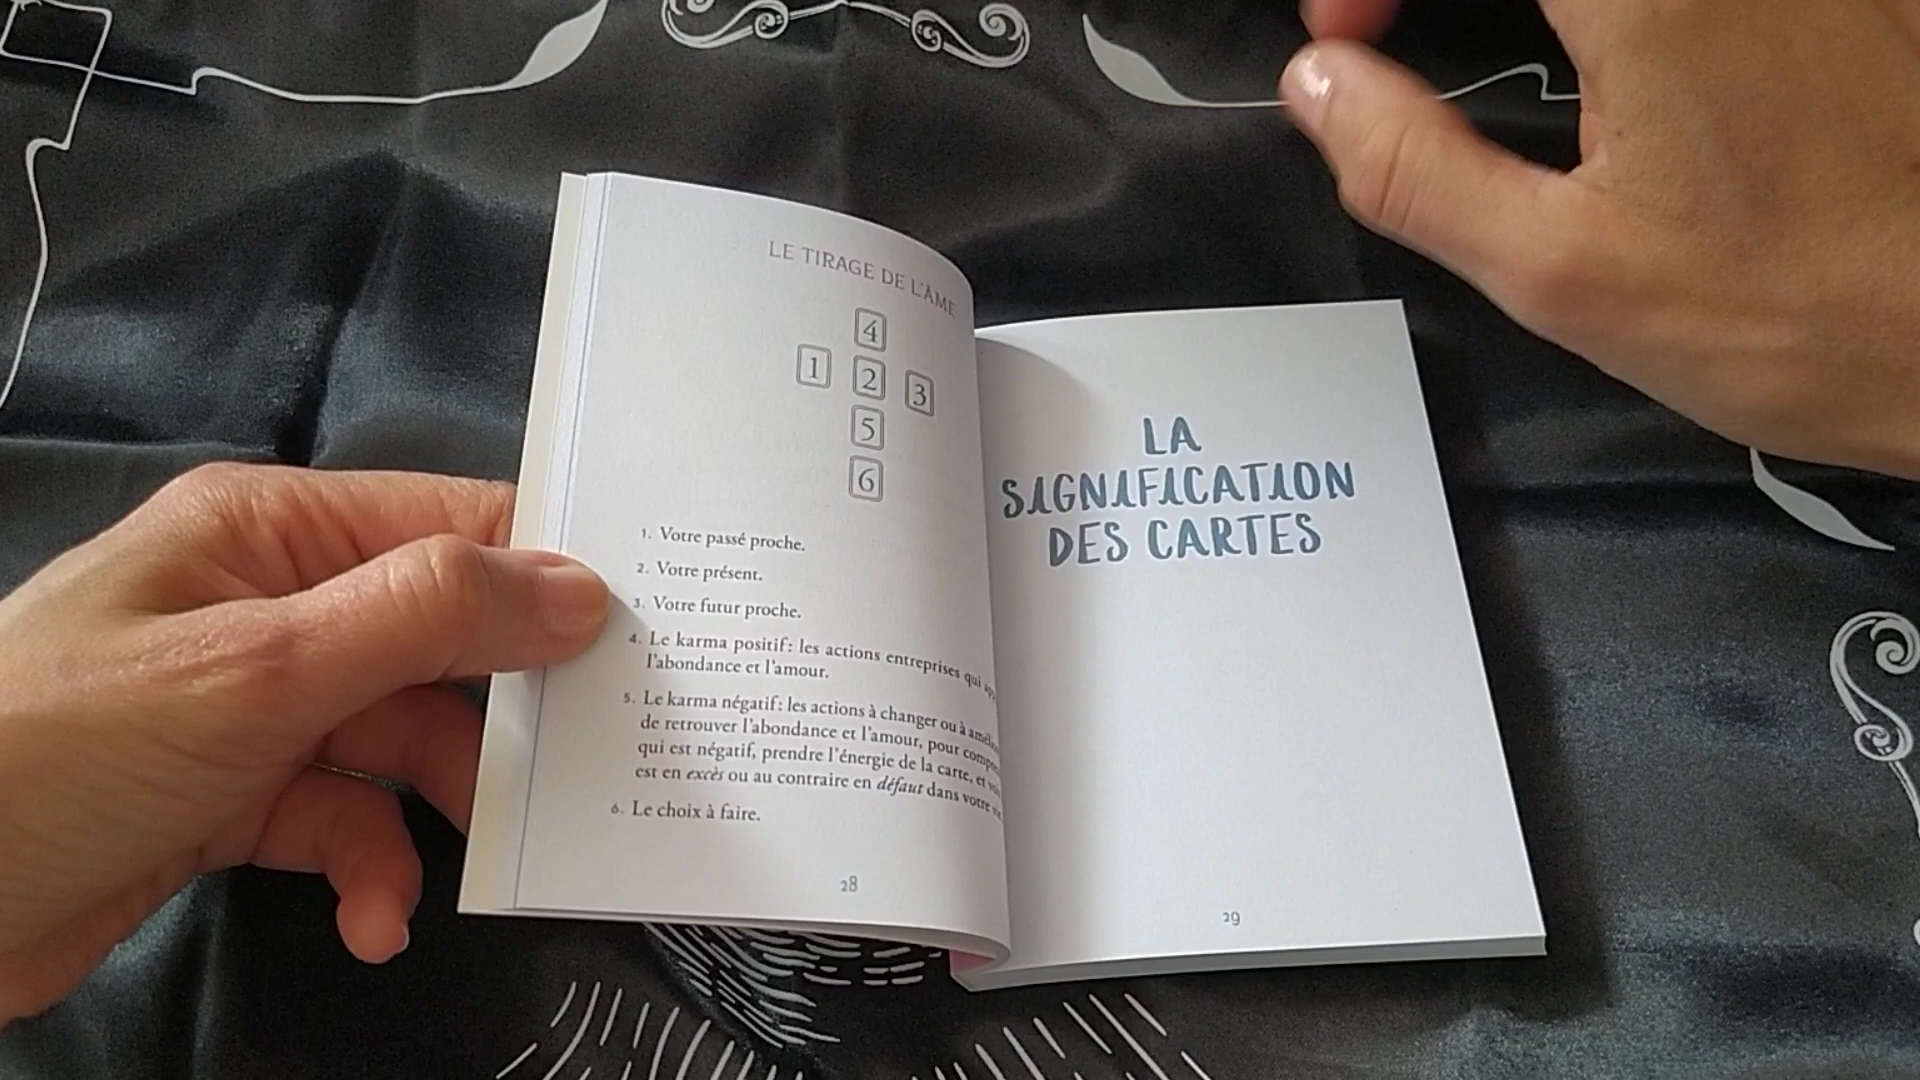 LE TIRAGE DE L'ÂME
4
1 2 3
5
6
1. Votre passé proche.
2. Votre présent.
3. Votre futur proche.
4. Le karma positif : les actions entreprises qui
l'abondance et l'amour.
5. Le karma négatif : les actions à changer ou à
de retrouver l'abondance et l'amour, pour
qui est négatif, prendre l'énergie de la carte, et
est en excès ou au contraire en défaut dans votre
6. Le choix à faire.
28
LA
SIGNIFICATION
DES CARTES
29